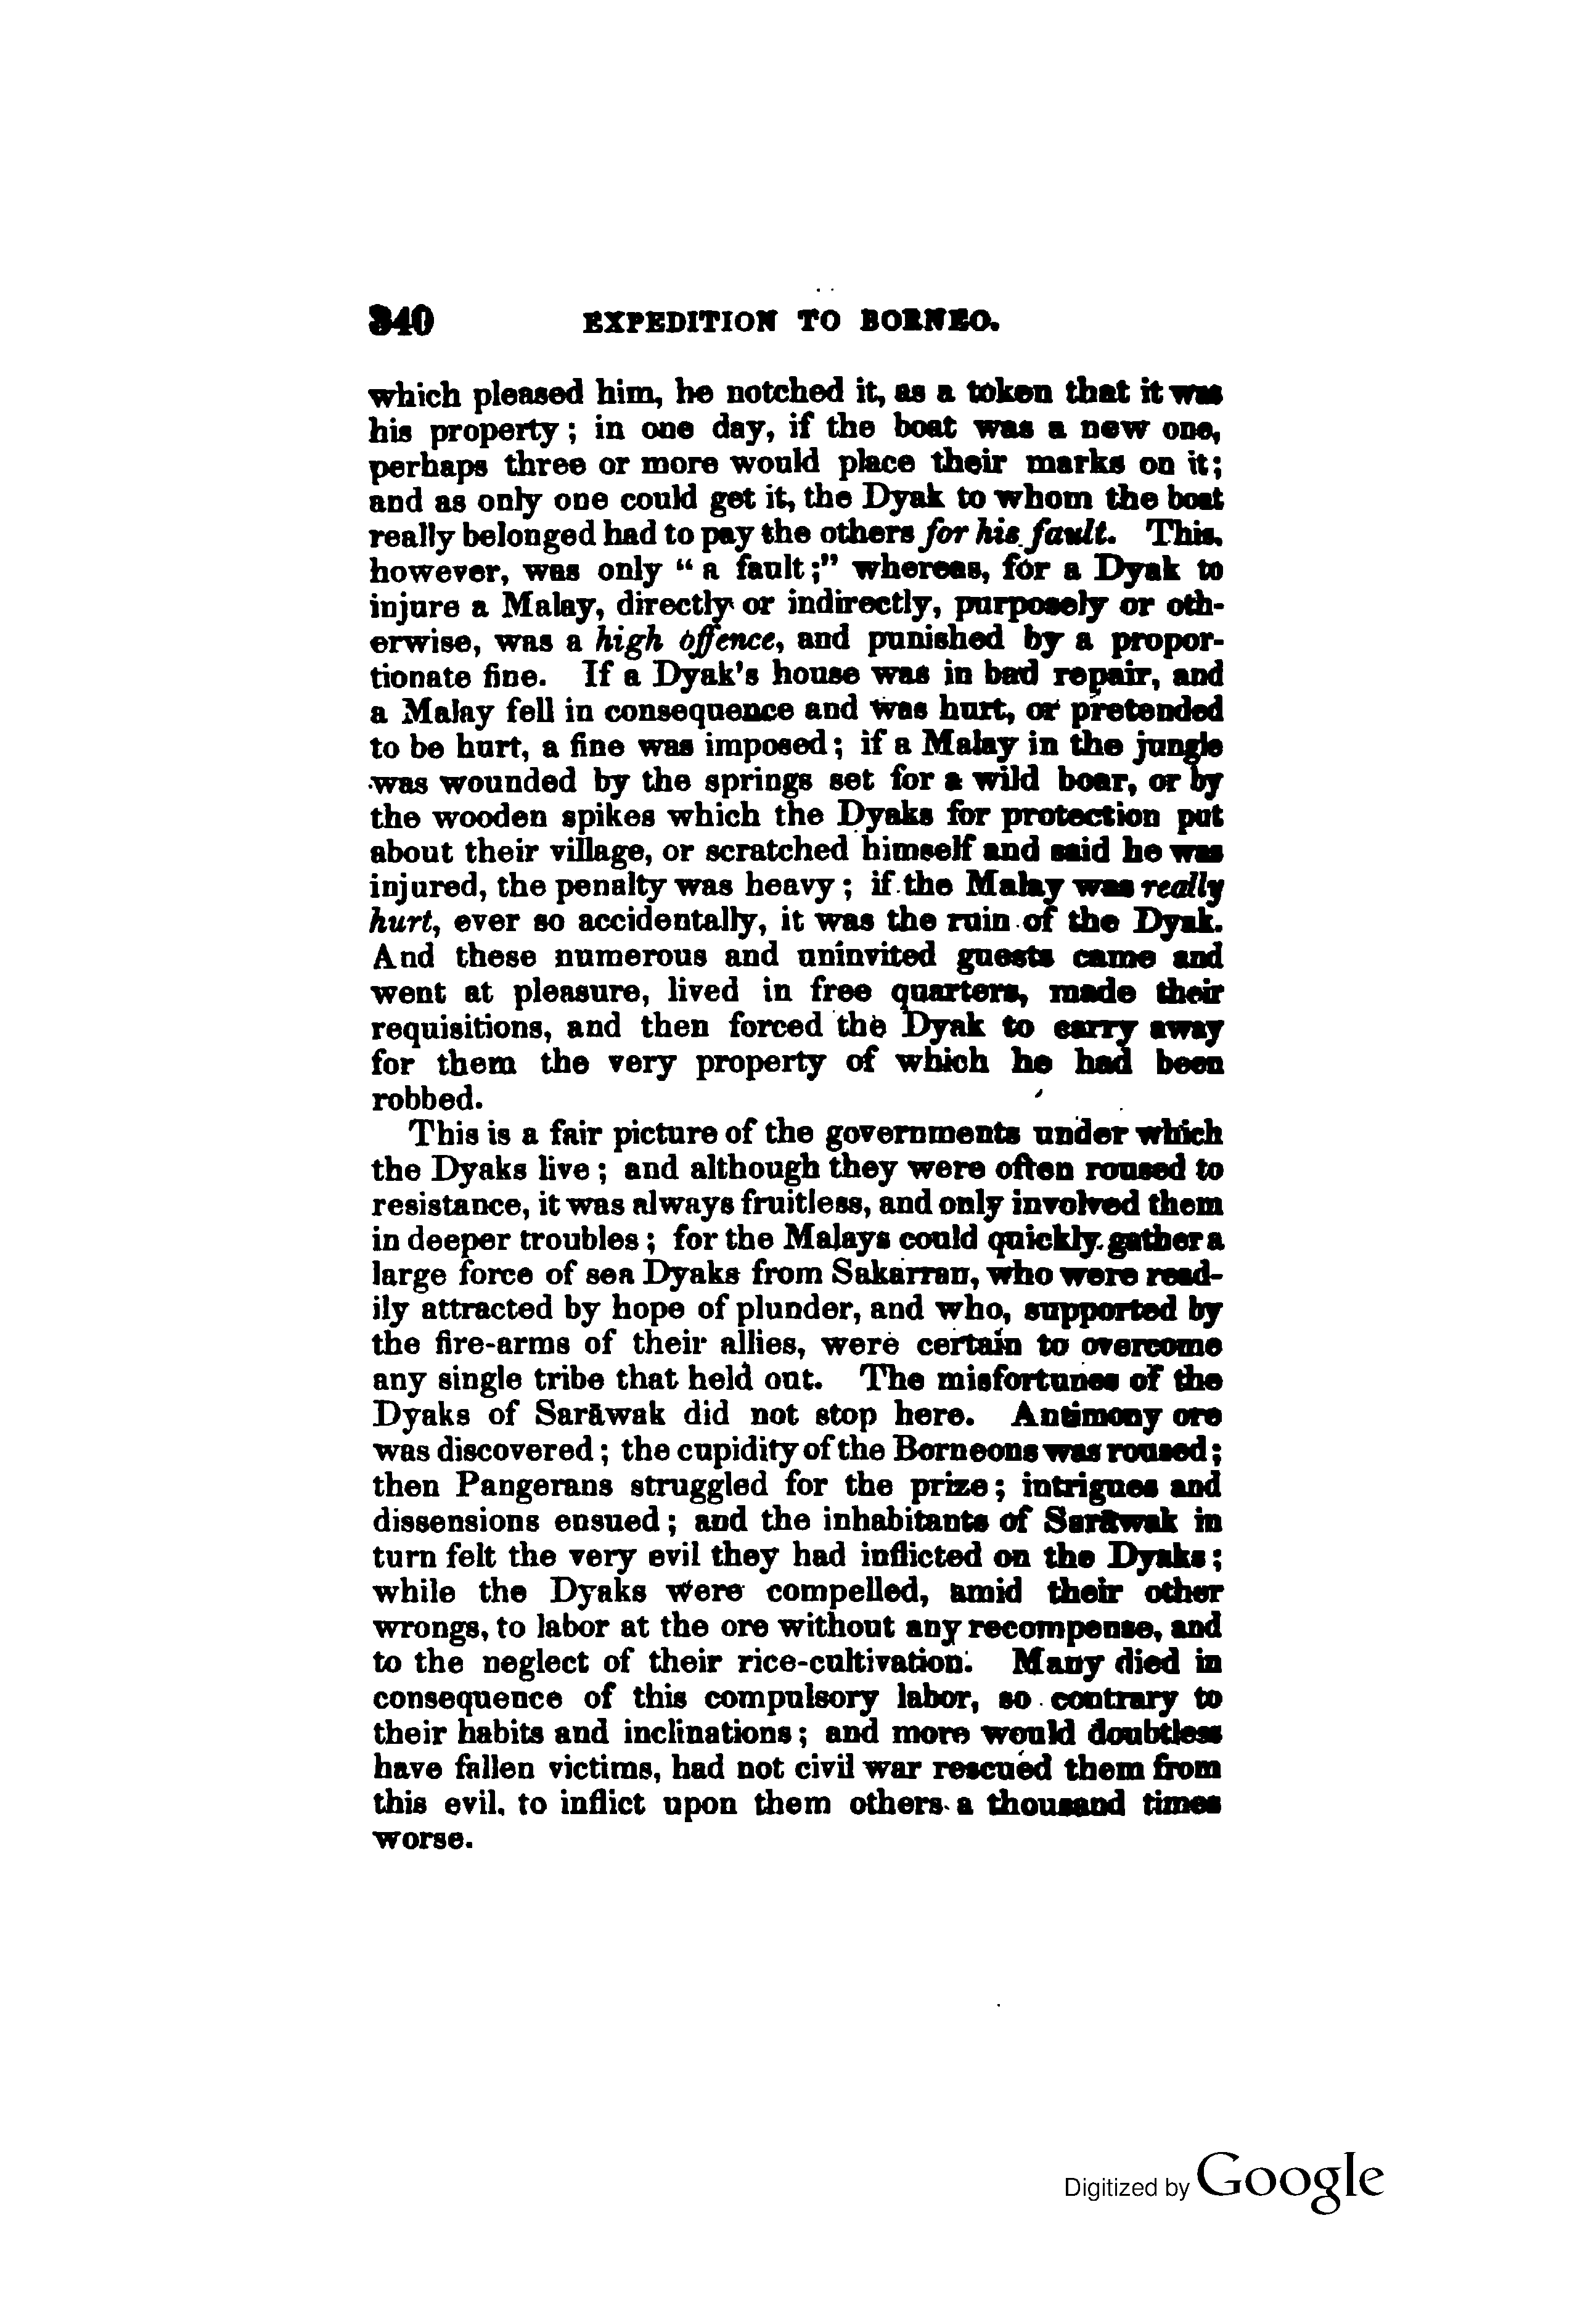 340 EXPEDITION TO BORNEO.
which pleased him, he notched it, as a token that it was
his property; in one day, if the boat was a new one,
perhaps three or more would place their marks on it;
and as only one could get it, the Dyak to whom the boat
really belonged had to pay the others for his fault. This,
however, was only “ a fault;” whereas, for a Dyak to
injure a Malay, directly or indirectly, purposely or oth-
erwise, was a high offence, and punished by a propor-
tionate fine. If a Dyak's house was in bad repair, and
a Malay fell in consequence and was hurt, or pretended
to be hurt, a fine was imposed; if a Malay in the jungle
was wounded by the springs set for a wild boar, or by
the wooden spikes which the Dyaks for protection put
about their village, or scratched himself and said he was
injured, the penalty was heavy; if the Malay was really
hurt, ever so accidentally, it was the ruin of the Dyak.
And these numerous and uninvited guests came and
went at pleasure, lived in free quarters, made their
requisitions, and then forced the Dyak to carry away
for them the very property of which he had been
robbed.
This is a fair picture of the governments under which
the Dyaks live; and although they were often roused to
resistance, it was always fruitless, and only involved them
in deeper troubles; for the Malays could quickly gather a
large force of sea Dyaks from Sakarran, who were read-
ily attracted by hope of plunder, and who, supported by
the fire-arms of their allies, were certain to overcome
any single tribe that held out. The misfortunes of the
Dyaks of Sarāwak did not stop here. Antimony ore
was discovered; the cupidity of the Borneons was roused;
then Pangerans struggled for the prize; intrigues and
dissensions ensued; and the inhabitants of Sarāwak in
turn felt the very evil they had inflicted on the Dyaks;
while the Dyaks were compelled, amid their other
wrongs, to labor at the ore without any recompense, and
to the neglect of their rice-cultivation. Many died in
consequence of this compulsory labor, so contrary to
their habits and inclinations; and more would doubtless
have fallen victims, had not civil war rescued them from
this evil, to inflict upon them others a thousand times
worse.
Digitized by Google